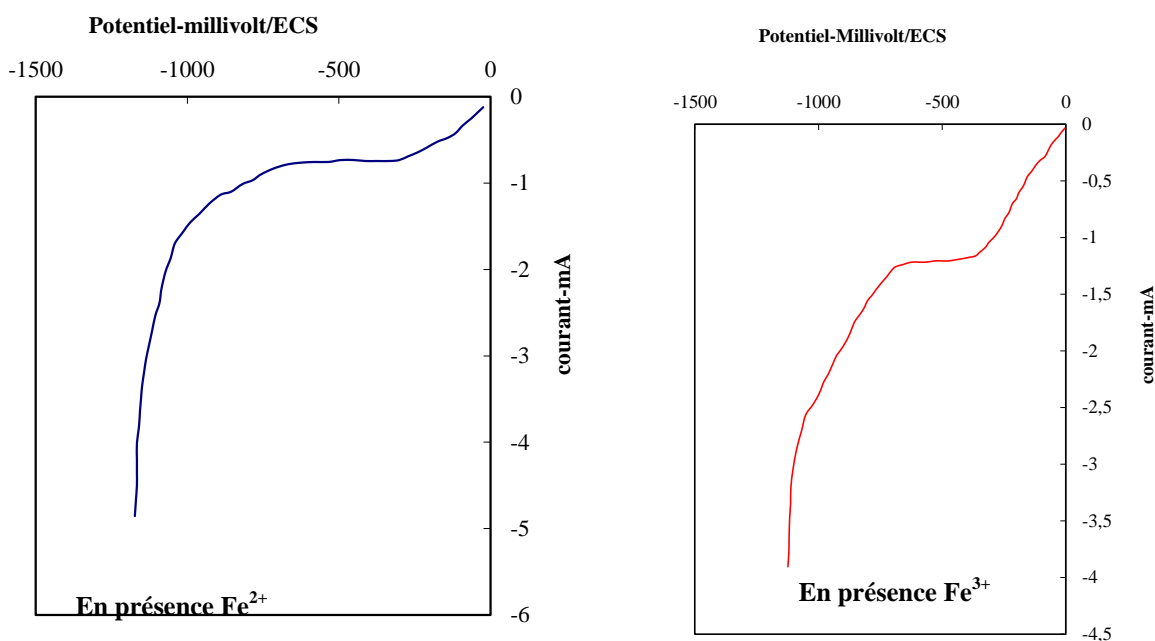 Potentiel-millivolt/ECS
-1500 -1000 -500 0
0
-1
-2
-3
-4
-5
-6
courant-mA
En présence Fe²⁺
Potentiel-Millivolt/ECS
-1500 -1000 -500 0
0
-0,5
-1
-1,5
-2
-2,5
-3
-3,5
-4
-4,5
courant-mA
En présence Fe³⁺